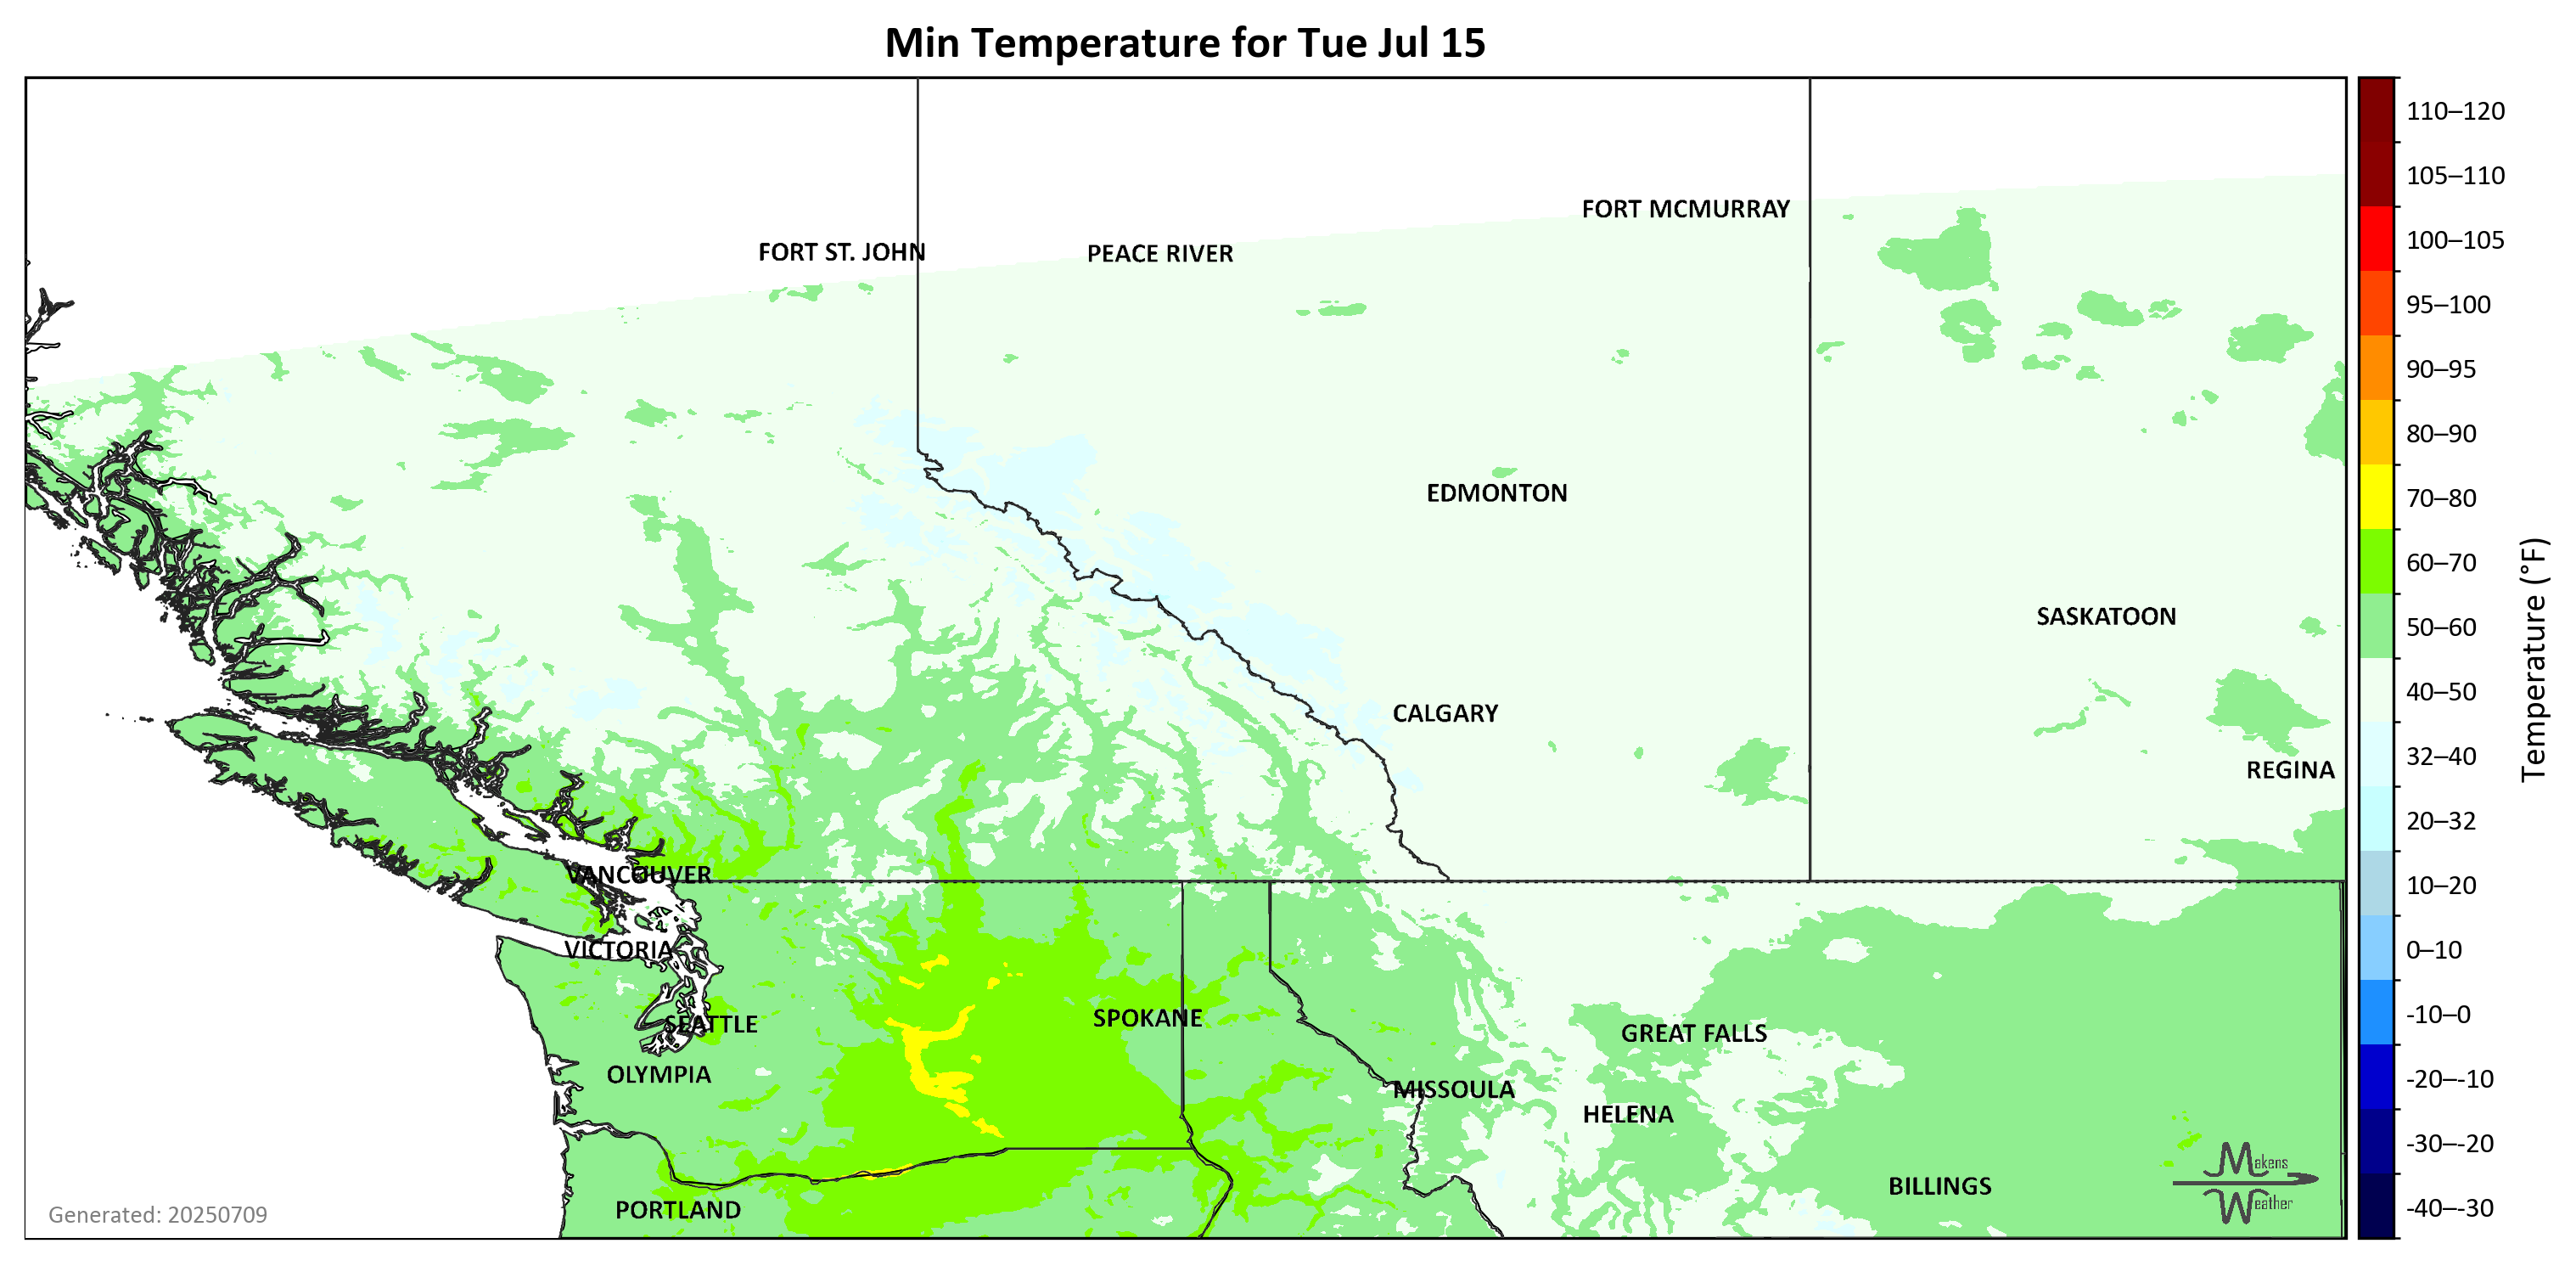 Min Temperature for Tue Jul 15
110–120
105–110
100–105
95–100
90–95
80–90
70–80
60–70
50–60
40–50
32–40
20–32
10–20
0–10
-10–0
-20–-10
-30–-20
-40–-30
Temperature (°F)
FORT MCMURRAY
FORT ST. JOHN
PEACE RIVER
EDMONTON
SASKATOON
CALGARY
REGINA
VANCOUVER
VICTORIA
SEATTLE
SPOKANE
GREAT FALLS
OLYMPIA
MISSOULA
HELENA
BILLINGS
PORTLAND
Makens
Weather
Generated: 20250709